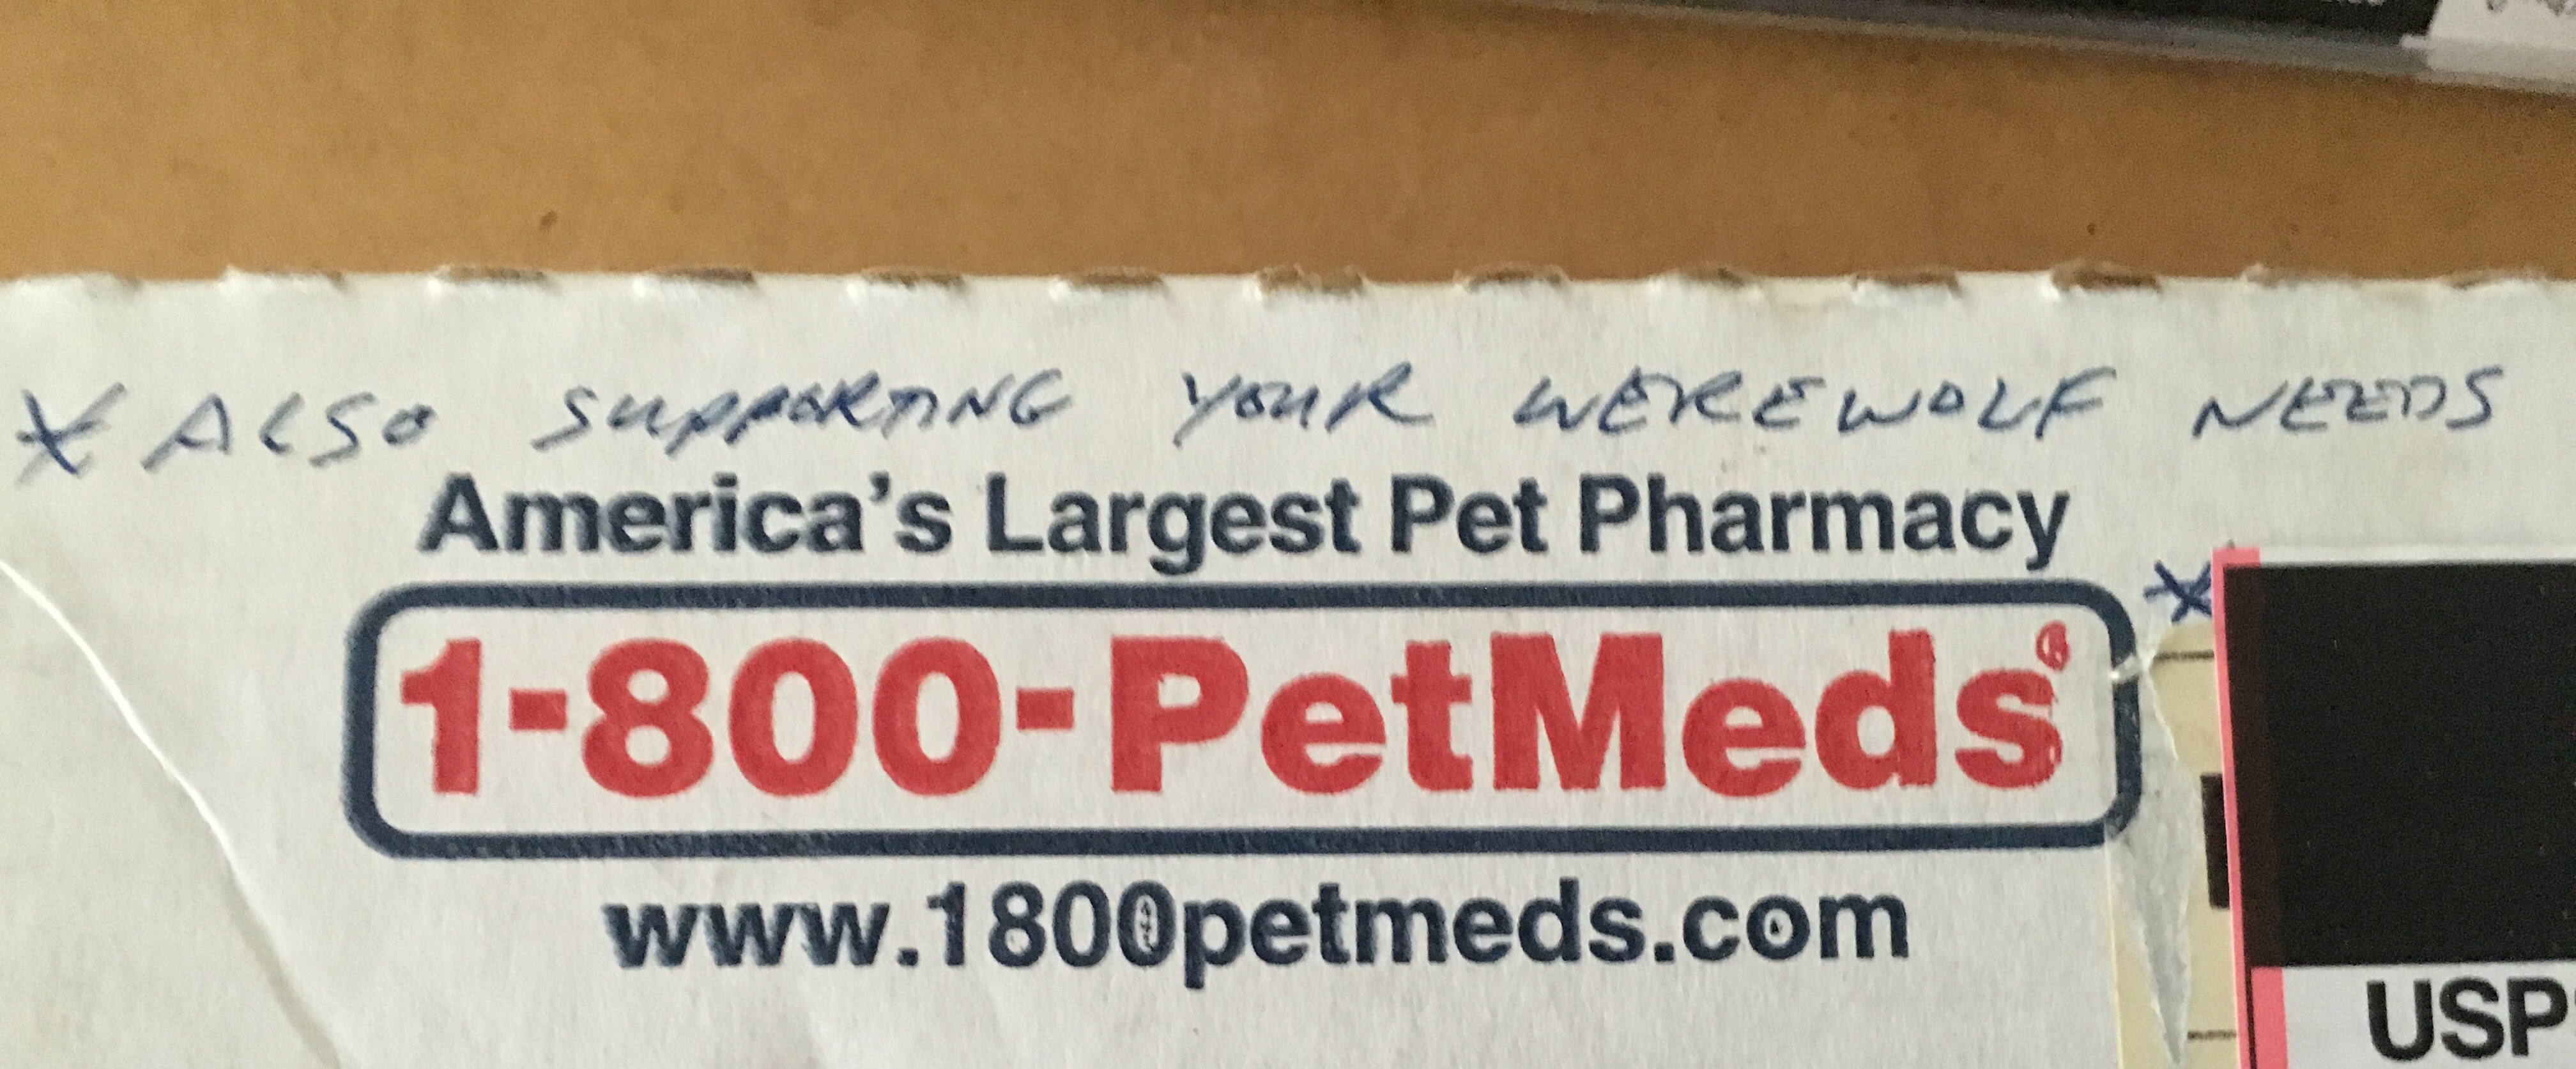 * ALSO SUPPORTING YOUR WEREWOLF NEEDS
America's Largest Pet Pharmacy
*
1-800-PetMeds®
www.1800petmeds.com
USP